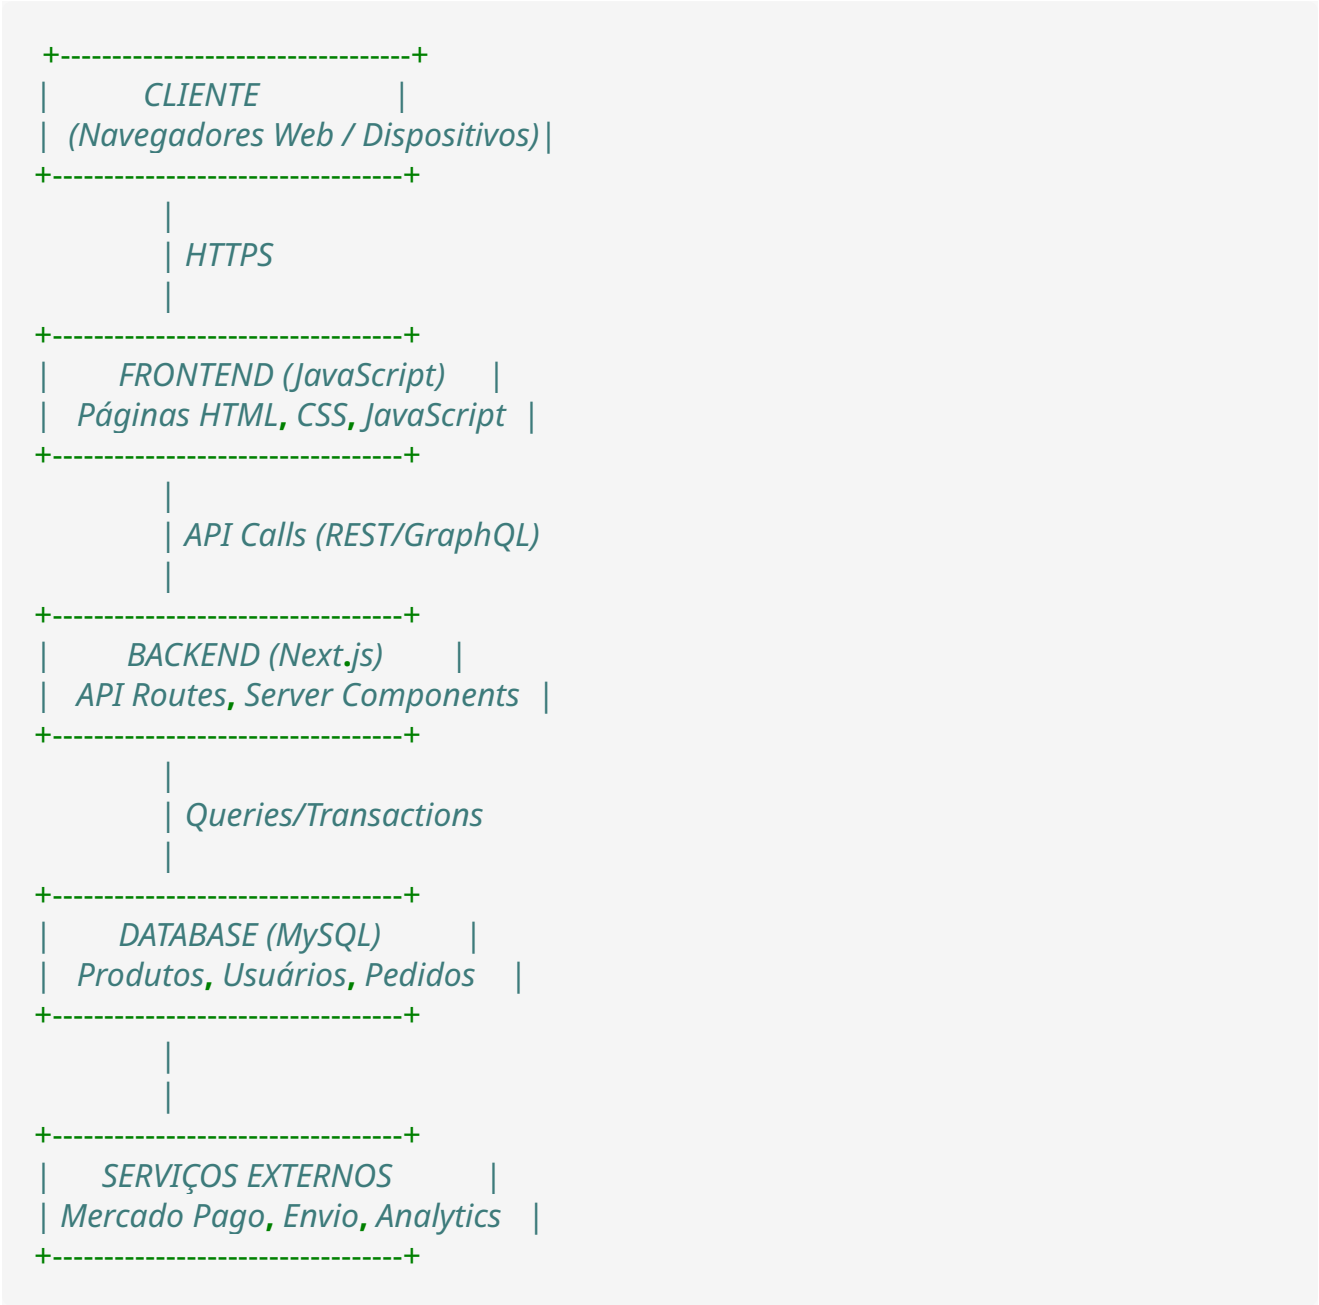 +----------------------------------+
|           CLIENTE                |
|  (Navegadores Web / Dispositivos)|
+----------------------------------+
               |
               | HTTPS
               |
+----------------------------------+
|        FRONTEND (JavaScript)     |
|   Páginas HTML, CSS, JavaScript  |
+----------------------------------+
               |
               | API Calls (REST/GraphQL)
               |
+----------------------------------+
|         BACKEND (Next.js)        |
|   API Routes, Server Components  |
+----------------------------------+
               |
               | Queries/Transactions
               |
+----------------------------------+
|        DATABASE (MySQL)          |
|   Produtos, Usuários, Pedidos    |
+----------------------------------+
               |
               |
+----------------------------------+
|      SERVIÇOS EXTERNOS           |
| Mercado Pago, Envio, Analytics   |
+----------------------------------+